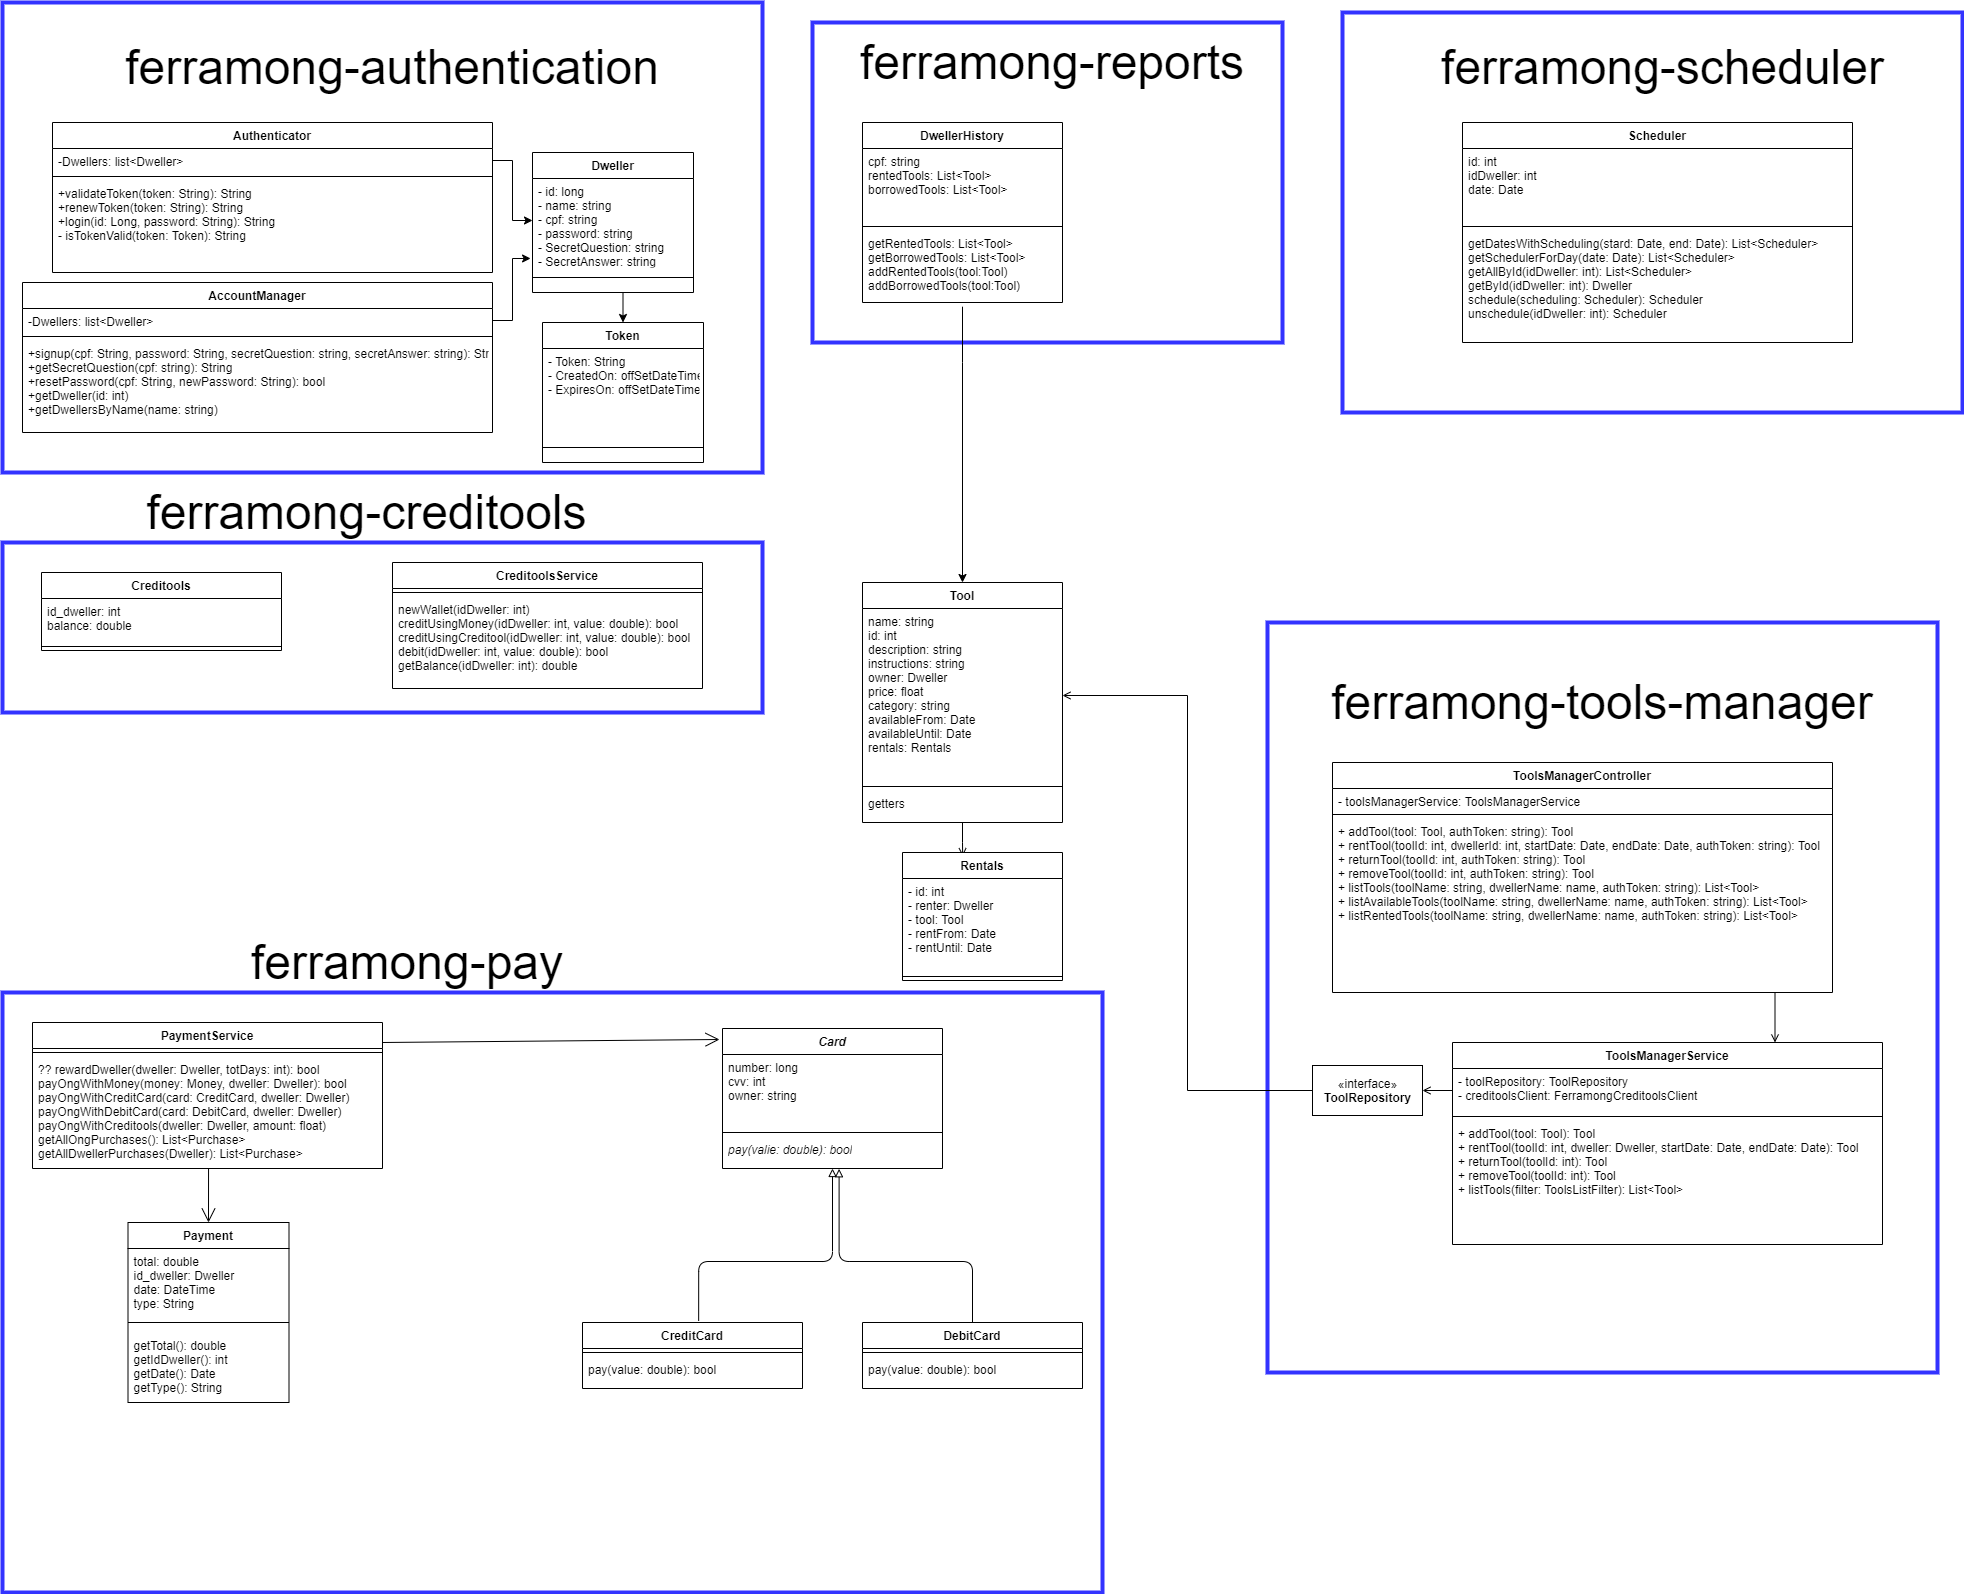 ferramong-authentication
Authenticator
-Dwellers: list<Dweller>
+validateToken(token: String): String
+renewToken(token: String): String
+login(id: Long, password: String): String
- isTokenValid(token: Token): String
Dweller
- id: long
- name: string
- cpf: string
- password: string
- SecretQuestion: string
- SecretAnswer: string
AccountManager
-Dwellers: list<Dweller>
+signup(cpf: String, password: String, secretQuestion: string, secretAnswer: string): Str
+getSecretQuestion(cpf: string): String
+resetPassword(cpf: String, newPassword: String): bool
+getDweller(id: int)
+getDwellersByName(name: string)
Token
- Token: String
- CreatedOn: offSetDateTime
- ExpiresOn: offSetDateTime
ferramong-reports
DwellerHistory
cpf: string
rentedTools: List<Tool>
borrowedTools: List<Tool>
getRentedTools: List<Tool>
getBorrowedTools: List<Tool>
addRentedTools(tool:Tool)
addBorrowedTools(tool:Tool)
ferramong-scheduler
Scheduler
id: int
idDweller: int
date: Date
getDatesWithScheduling(stard: Date, end: Date): List<Scheduler>
getSchedulerForDay(date: Date): List<Scheduler>
getAllById(idDweller: int): List<Scheduler>
getById(idDweller: int): Dweller
schedule(scheduling: Scheduler): Scheduler
unschedule(idDweller: int): Scheduler
ferramong-creditools
Creditools
id_dweller: int
balance: double
CreditoolsService
newWallet(idDweller: int)
creditUsingMoney(idDweller: int, value: double): bool
creditUsingCreditool(idDweller: int, value: double): bool
debit(idDweller: int, value: double): bool
getBalance(idDweller: int): double
Tool
name: string
id: int
description: string
instructions: string
owner: Dweller
price: float
category: string
availableFrom: Date
availableUntil: Date
rentals: Rentals
getters
Rentals
- id: int
- renter: Dweller
- tool: Tool
- rentFrom: Date
- rentUntil: Date
ferramong-tools-manager
ToolsManagerController
- toolsManagerService: ToolsManagerService
+ addTool(tool: Tool, authToken: string): Tool
+ rentTool(toolId: int, dwellerId: int, startDate: Date, endDate: Date, authToken: string): Tool
+ returnTool(toolId: int, authToken: string): Tool
+ removeTool(toolId: int, authToken: string): Tool
+ listTools(toolName: string, dwellerName: name, authToken: string): List<Tool>
+ listAvailableTools(toolName: string, dwellerName: name, authToken: string): List<Tool>
+ listRentedTools(toolName: string, dwellerName: name, authToken: string): List<Tool>
«interface»
ToolRepository
ToolsManagerService
- toolRepository: ToolRepository
- creditoolsClient: FerramongCreditoolsClient
+ addTool(tool: Tool): Tool
+ rentTool(toolId: int, dweller: Dweller, startDate: Date, endDate: Date): Tool
+ returnTool(toolId: int): Tool
+ removeTool(toolId: int): Tool
+ listTools(filter: ToolsListFilter): List<Tool>
ferramong-pay
PaymentService
?? rewardDweller(dweller: Dweller, totDays: int): bool
payOngWithMoney(money: Money, dweller: Dweller): bool
payOngWithCreditCard(card: CreditCard, dweller: Dweller)
payOngWithDebitCard(card: DebitCard, dweller: Dweller)
payOngWithCreditools(dweller: Dweller, amount: float)
getAllOngPurchases(): List<Purchase>
getAllDwellerPurchases(Dweller): List<Purchase>
Card
number: long
cvv: int
owner: string
pay(valie: double): bool
Payment
total: double
id_dweller: Dweller
date: DateTime
type: String
getTotal(): double
getIdDweller(): int
getDate(): Date
getType(): String
CreditCard
pay(value: double): bool
DebitCard
pay(value: double): bool